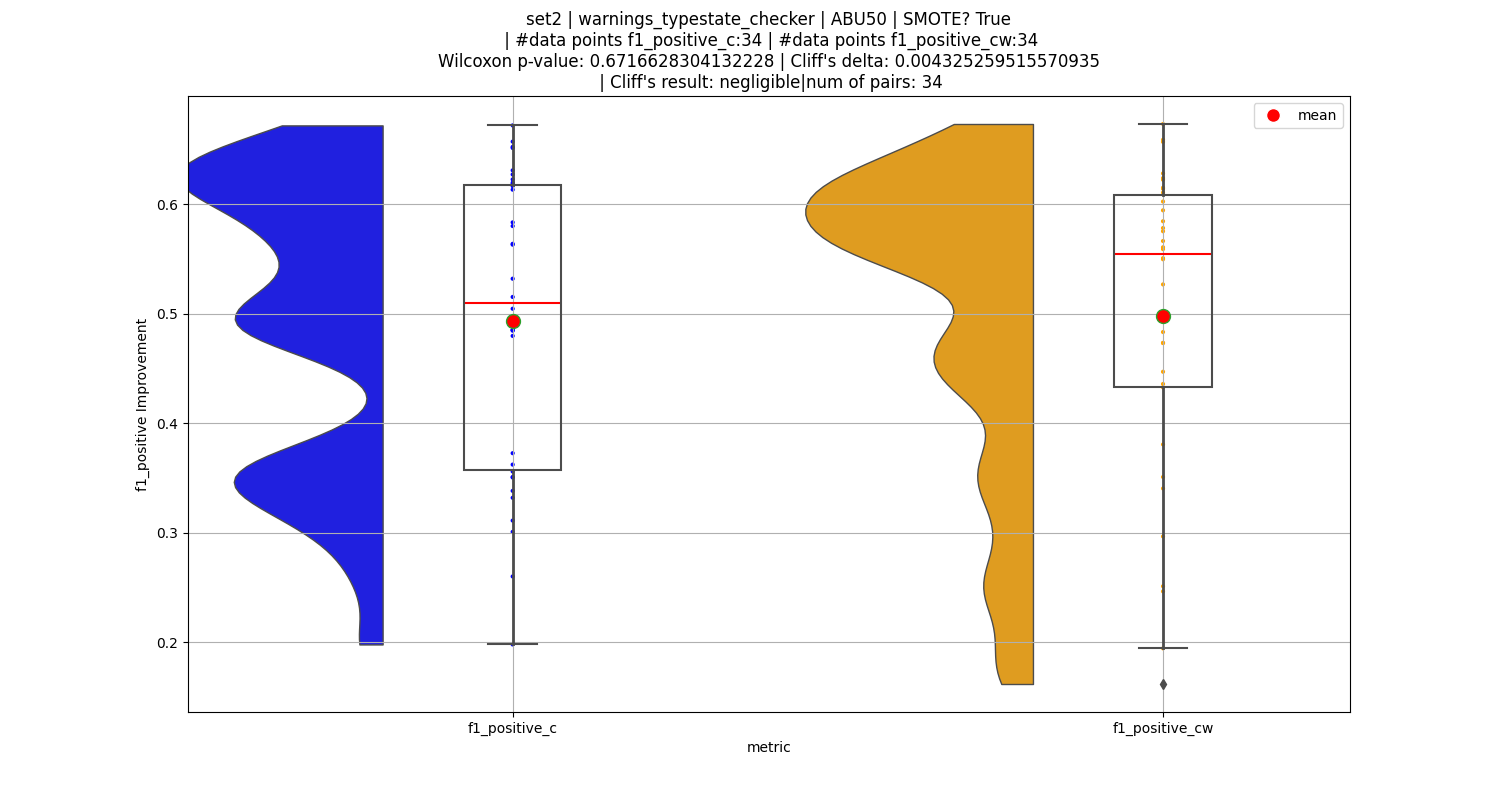 set2 | warnings_typestate_checker | ABU50 | SMOTE? True
| #data points f1_positive_c:34 | #data points f1_positive_cw:34
Wilcoxon p-value: 0.6716628304132228 | Cliff's delta: 0.004325259515570935
| Cliff's result: negligible|num of pairs: 34
mean
0.6
0.5
0.4
0.3
0.2
f1_positive Improvement
f1_positive_c
f1_positive_cw
metric